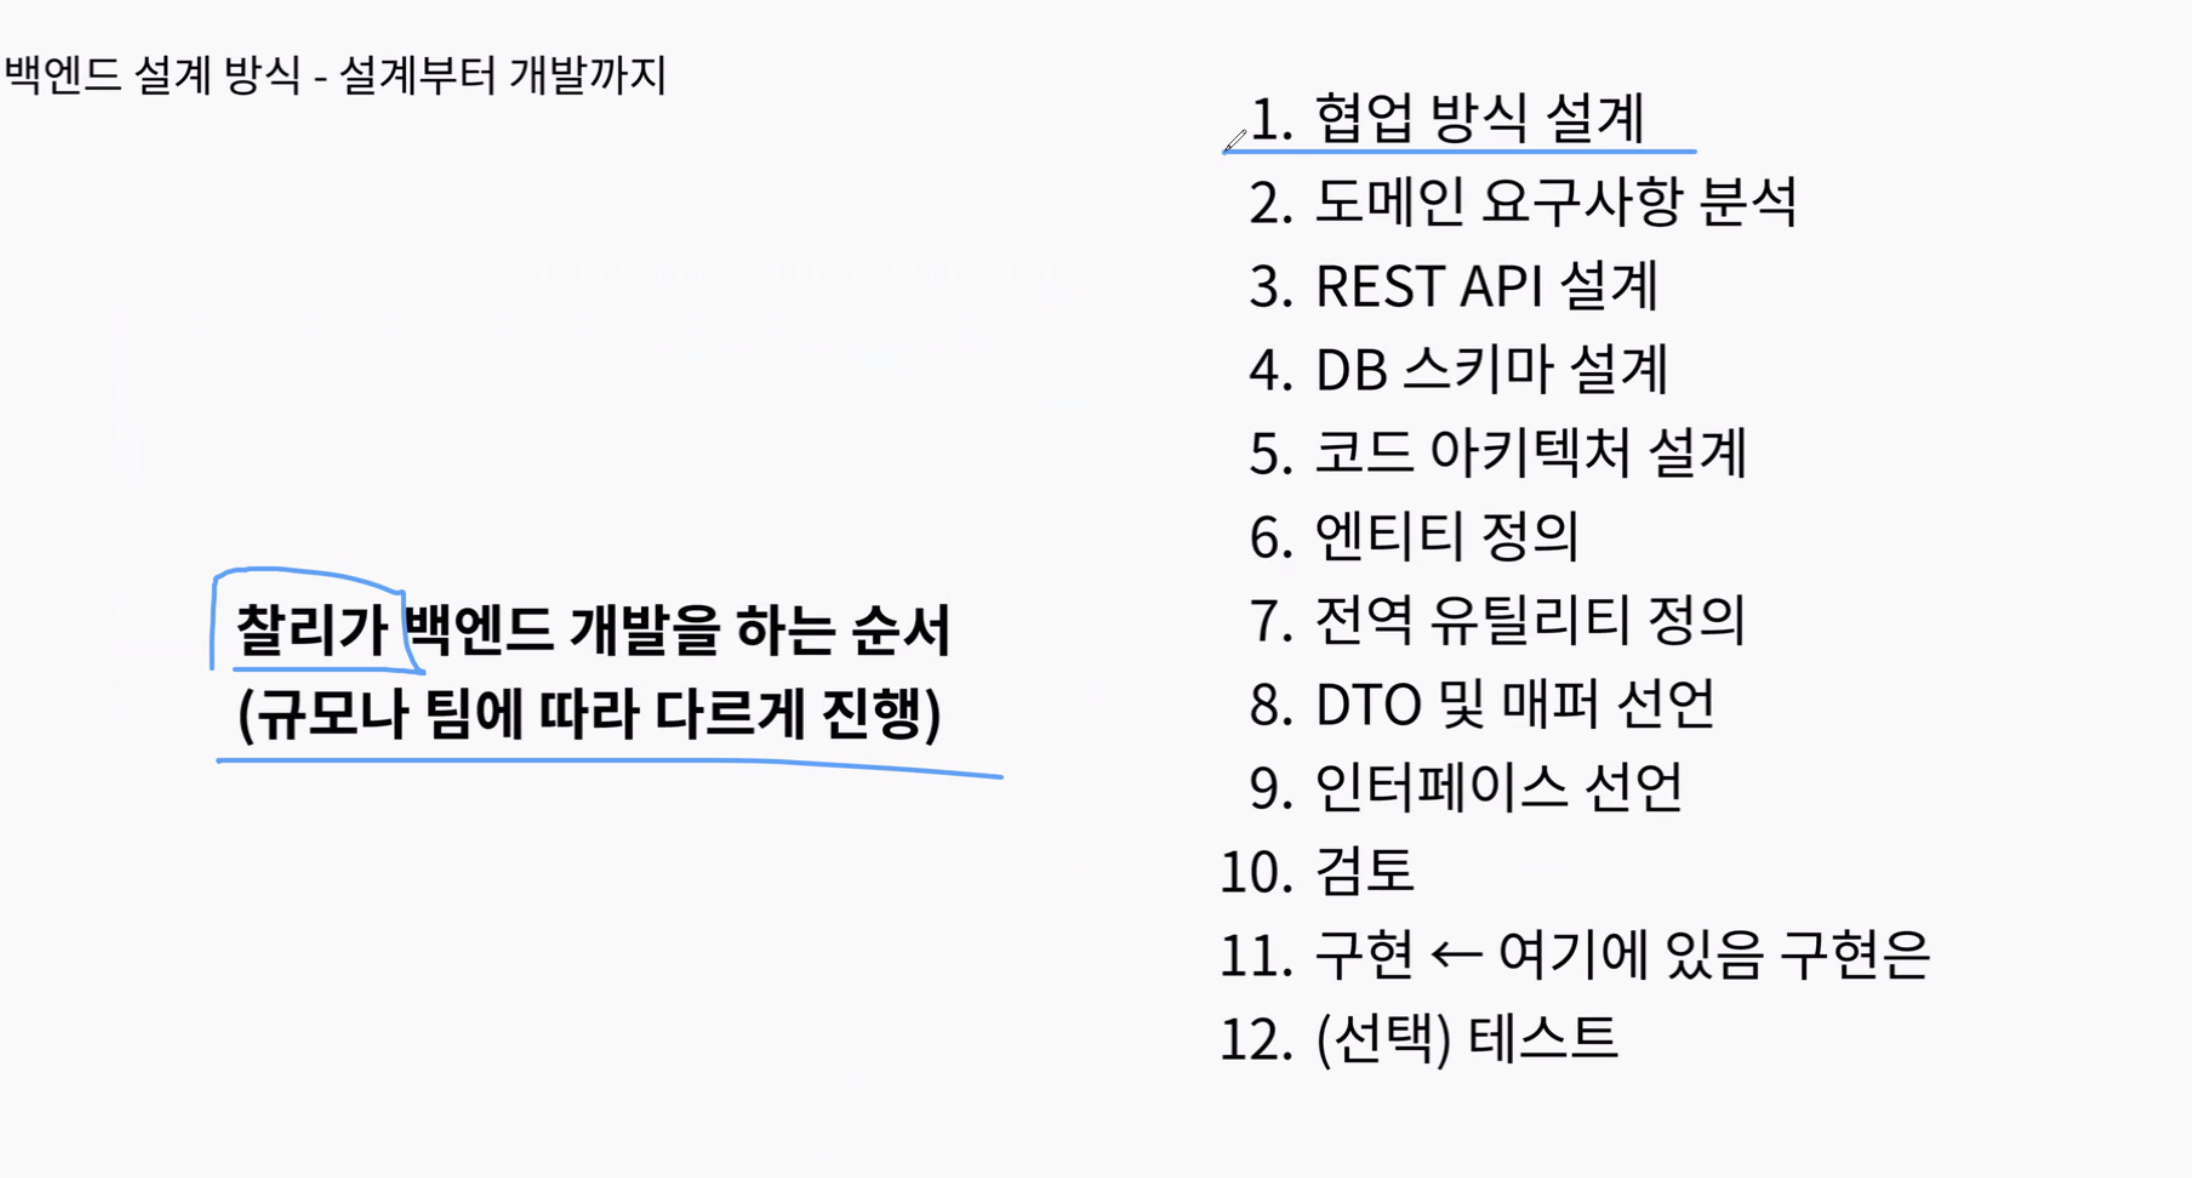 백엔드 설계 방식 - 설계부터 개발까지
찰리가 백엔드 개발을 하는 순서
(규모나 팀에 따라 다르게 진행)
1. 협업 방식 설계
2. 도메인 요구사항 분석
3. REST API 설계
4. DB 스키마 설계
5. 코드 아키텍처 설계
6. 엔티티 정의
7. 전역 유틸리티 정의
8. DTO 및 매퍼 선언
9. 인터페이스 선언
10. 검토
11. 구현 ← 여기에 있음 구현은
12. (선택) 테스트